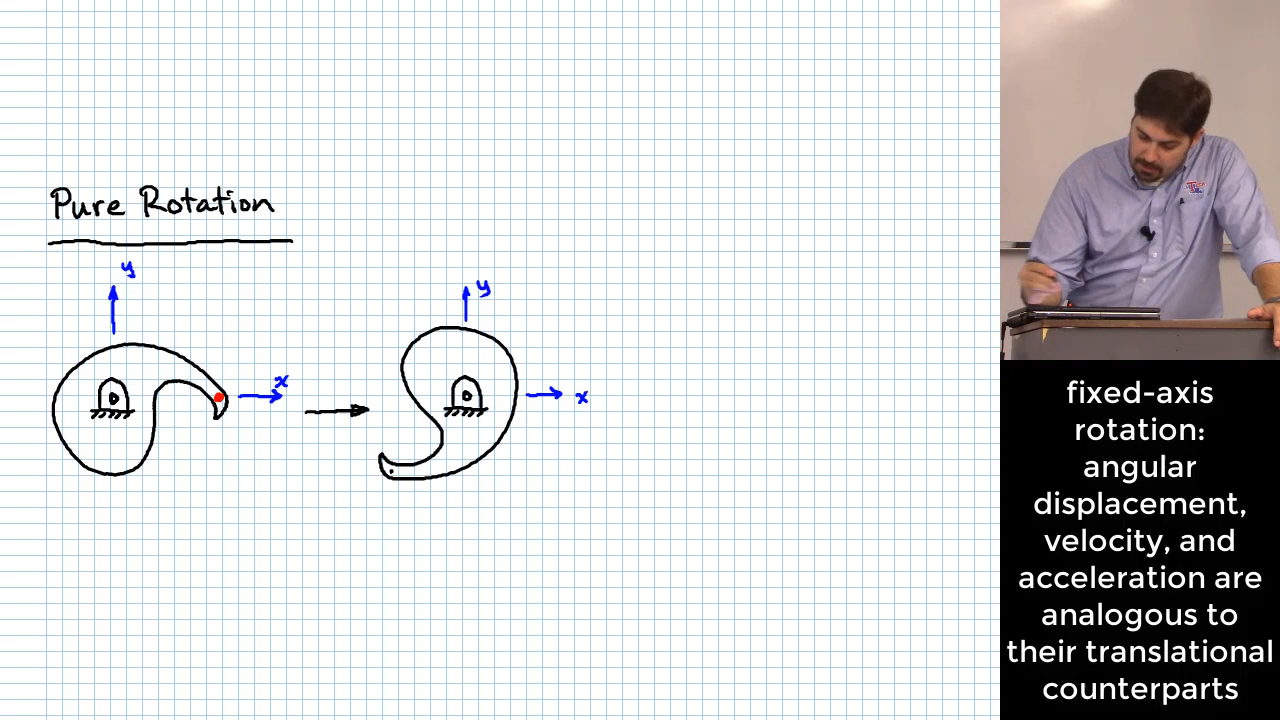 Pure Rotation
y
x
y
x
fixed-axis
rotation:
angular
displacement,
velocity, and
acceleration are
analogous to
their translational
counterparts